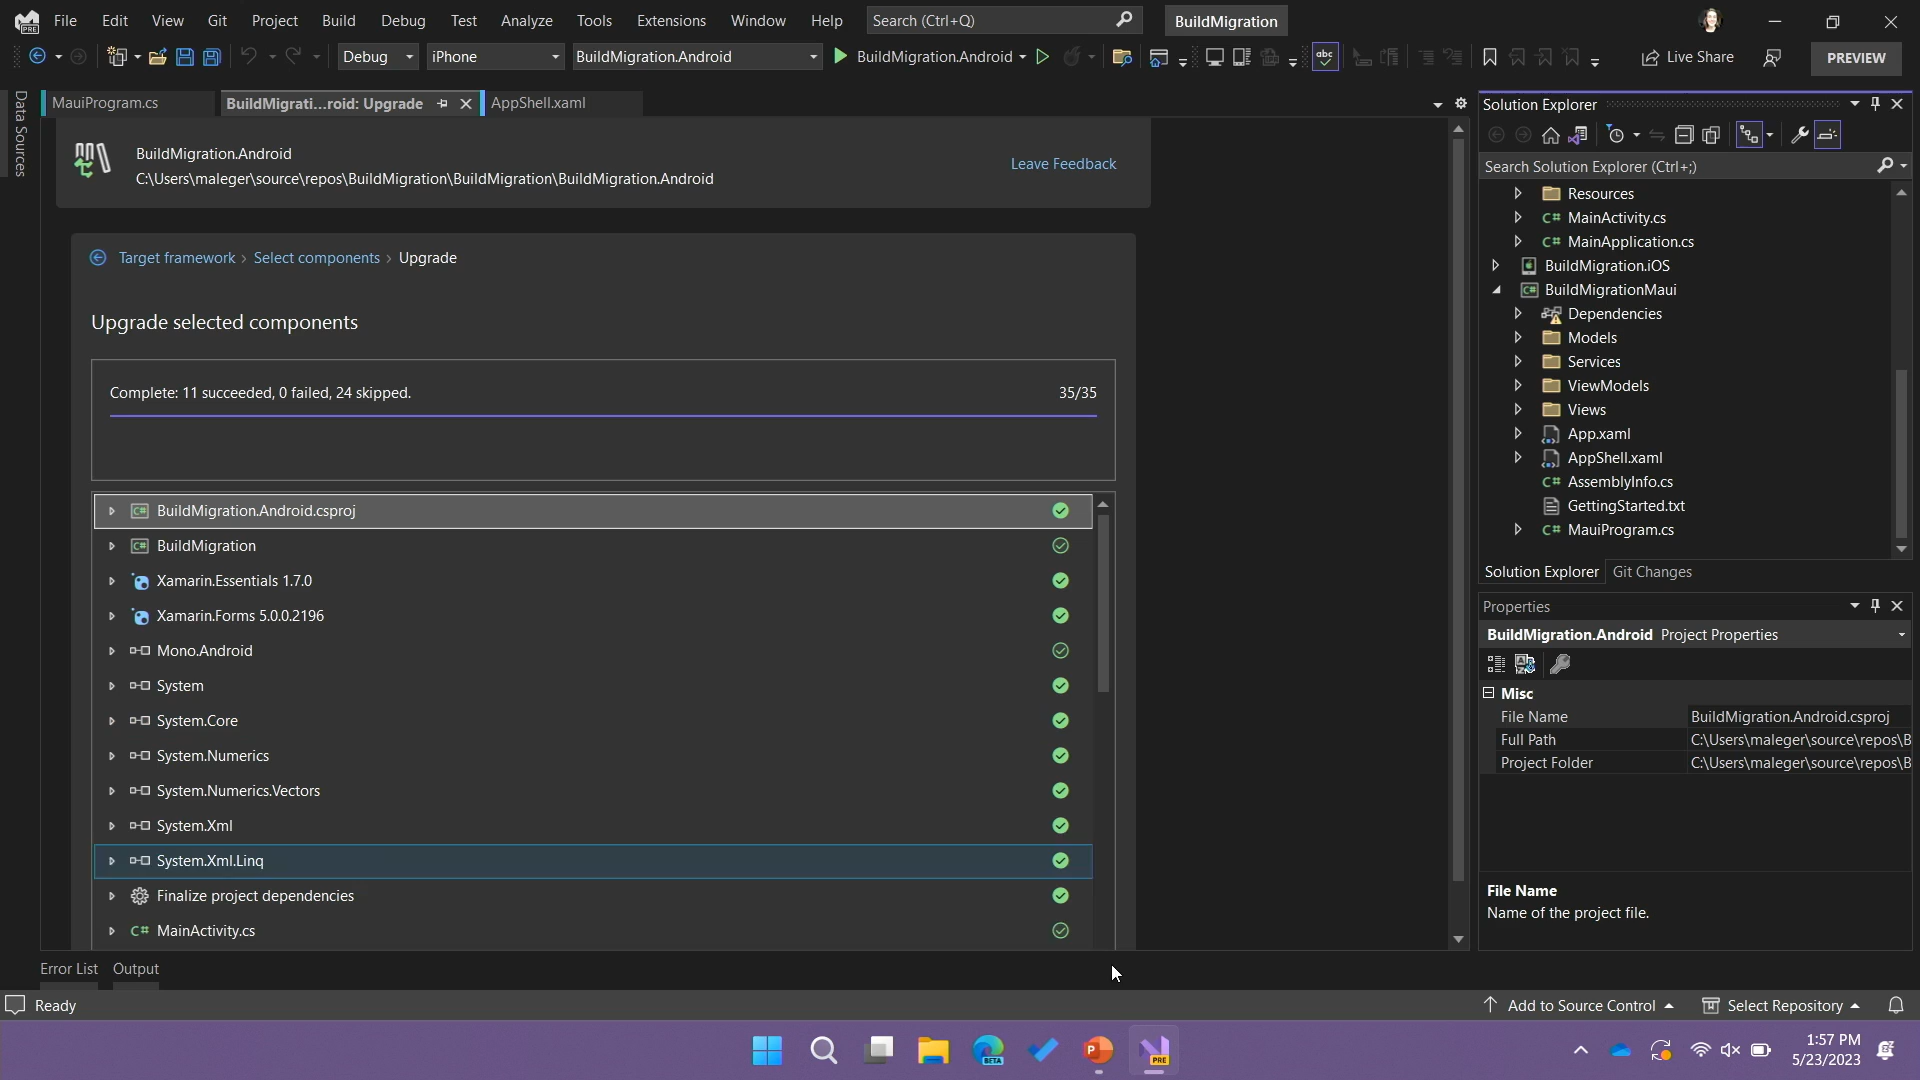 File Edit View Git Project Build Debug Test Analyze Tools Extensions Window Help Search (Ctrl+Q) BuildMigration
Debug iPhone BuildMigration.Android BuildMigration.Android Live Share PREVIEW
Data Sources
MauiProgram.cs BuildMigrati...roid: Upgrade AppShell.xaml
BuildMigration.Android
C:\Users\maleger\source\repos\BuildMigration\BuildMigration\BuildMigration.Android
Leave Feedback
Target framework › Select components › Upgrade
Upgrade selected components
Complete: 11 succeeded, 0 failed, 24 skipped. 35/35
BuildMigration.Android.csproj
BuildMigration
Xamarin.Essentials 1.7.0
Xamarin.Forms 5.0.0.2196
Mono.Android
System
System.Core
System.Numerics
System.Numerics.Vectors
System.Xml
System.Xml.Linq
Finalize project dependencies
MainActivity.cs
Solution Explorer
Search Solution Explorer (Ctrl+;)
Resources
MainActivity.cs
MainApplication.cs
BuildMigration.iOS
BuildMigrationMaui
Dependencies
Models
Services
ViewModels
Views
App.xaml
AppShell.xaml
AssemblyInfo.cs
GettingStarted.txt
MauiProgram.cs
Solution Explorer Git Changes
Properties
BuildMigration.Android Project Properties
Misc
File Name BuildMigration.Android.csproj
Full Path C:\Users\maleger\source\repos\B
Project Folder C:\Users\maleger\source\repos\B
File Name
Name of the project file.
Error List Output
Ready Add to Source Control Select Repository
1:57 PM
5/23/2023